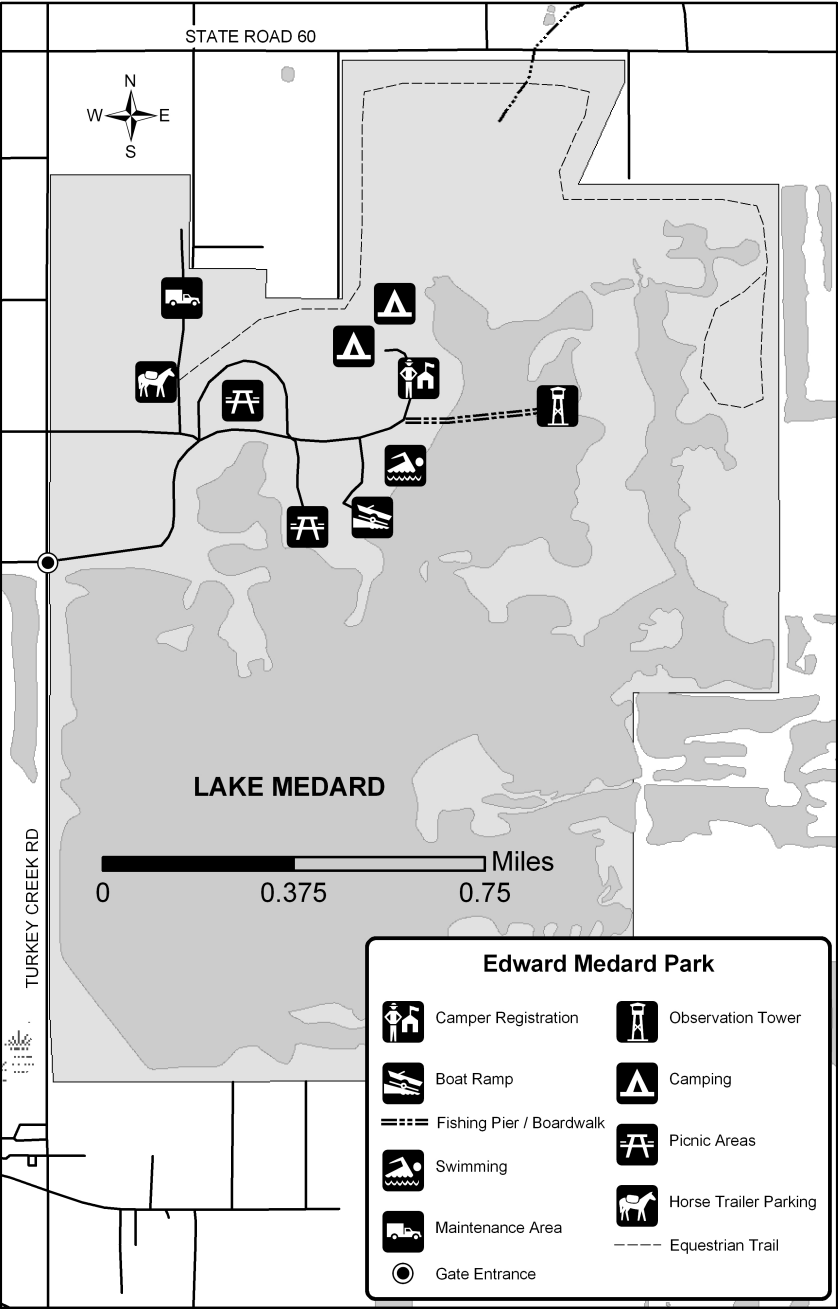 STATE ROAD 60
N
W E
S
LAKE MEDARD
Miles
0 0.375 0.75
TURKEY CREEK RD
Edward Medard Park
Camper Registration
Boat Ramp
Fishing Pier / Boardwalk
Swimming
Maintenance Area
Gate Entrance
Observation Tower
Camping
Picnic Areas
Horse Trailer Parking
Equestrian Trail